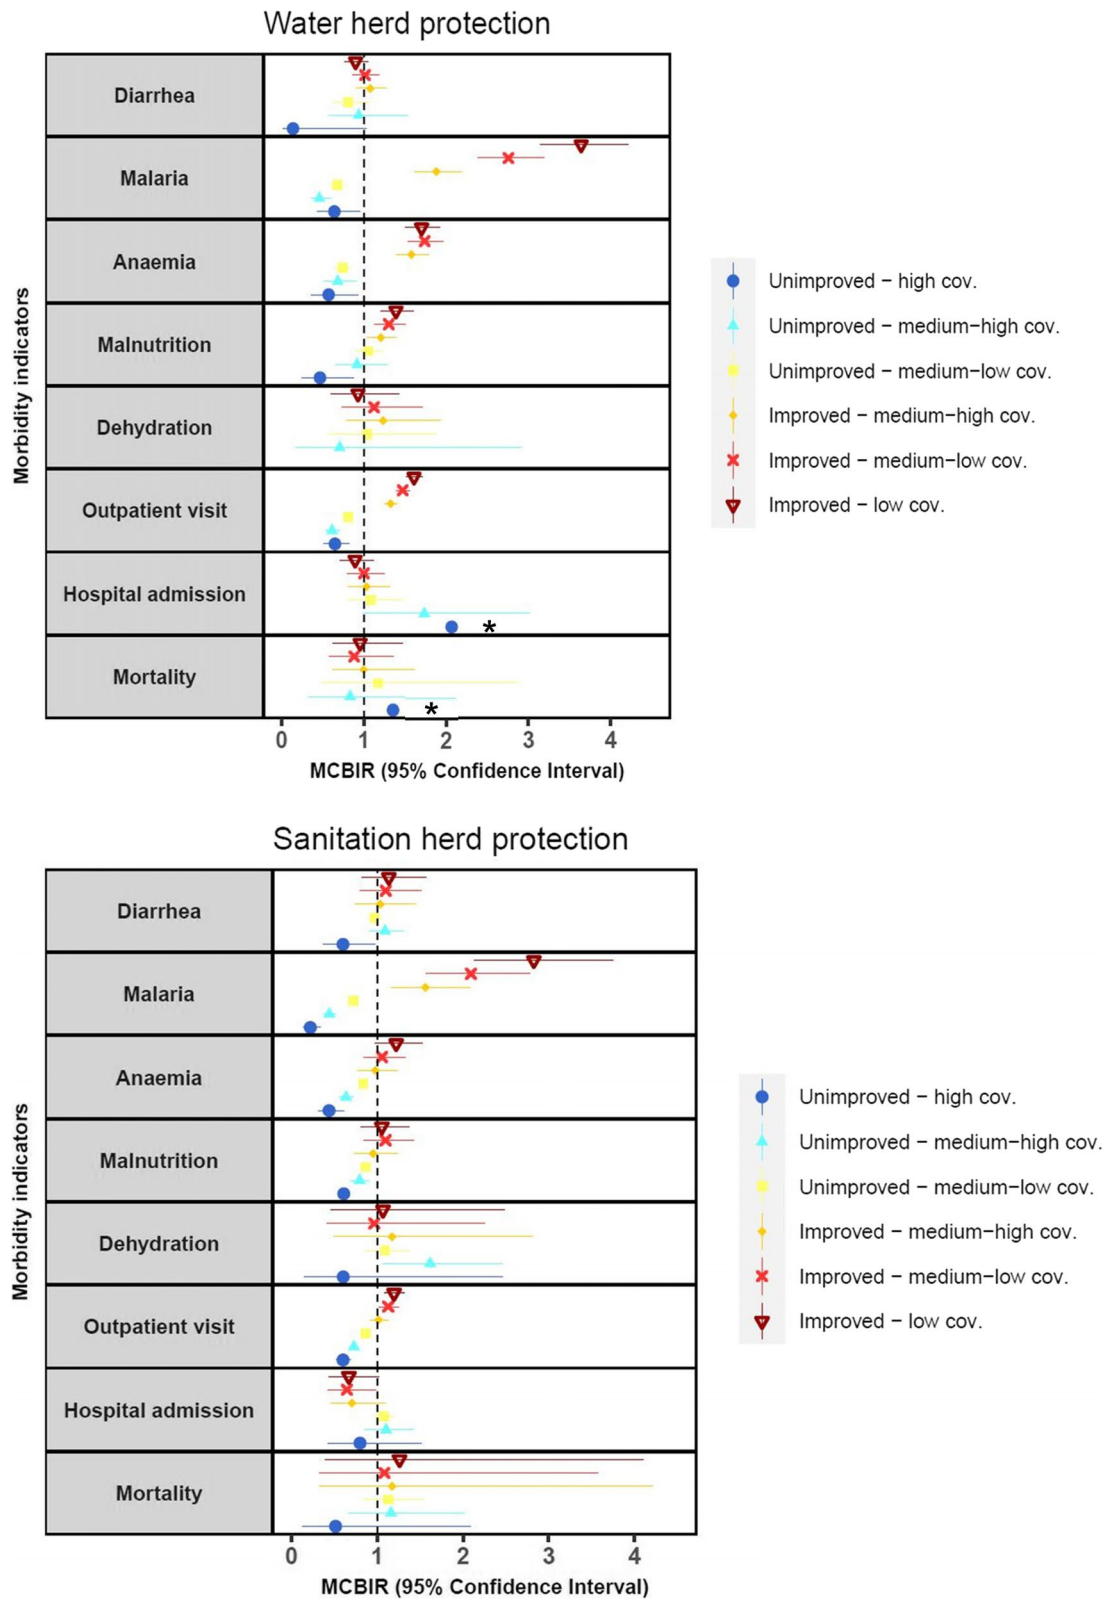 Water herd protection
Morbidity indicators
Diarrhea
Malaria
Anaemia
Malnutrition
Dehydration
Outpatient visit
Hospital admission
*
Mortality
*
0 1 2 3 4
MCBIR (95% Confidence Interval)
Unimproved − high cov.
Unimproved − medium−high cov.
Unimproved − medium−low cov.
Improved − medium−high cov.
Improved − medium−low cov.
Improved − low cov.
Sanitation herd protection
Morbidity indicators
Diarrhea
Malaria
Anaemia
Malnutrition
Dehydration
Outpatient visit
Hospital admission
Mortality
0 1 2 3 4
MCBIR (95% Confidence Interval)
Unimproved − high cov.
Unimproved − medium−high cov.
Unimproved − medium−low cov.
Improved − medium−high cov.
Improved − medium−low cov.
Improved − low cov.